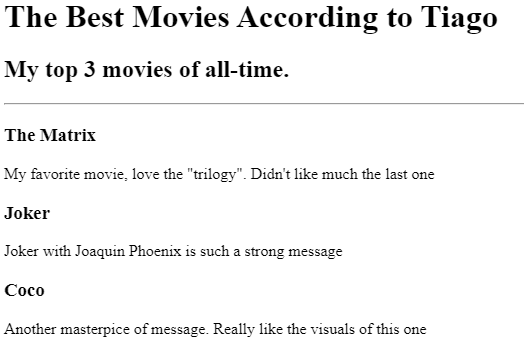 The Best Movies According to Tiago
My top 3 movies of all-time.
The Matrix
My favorite movie, love the "trilogy". Didn't like much the last one
Joker
Joker with Joaquin Phoenix is such a strong message
Coco
Another masterpice of message. Really like the visuals of this one